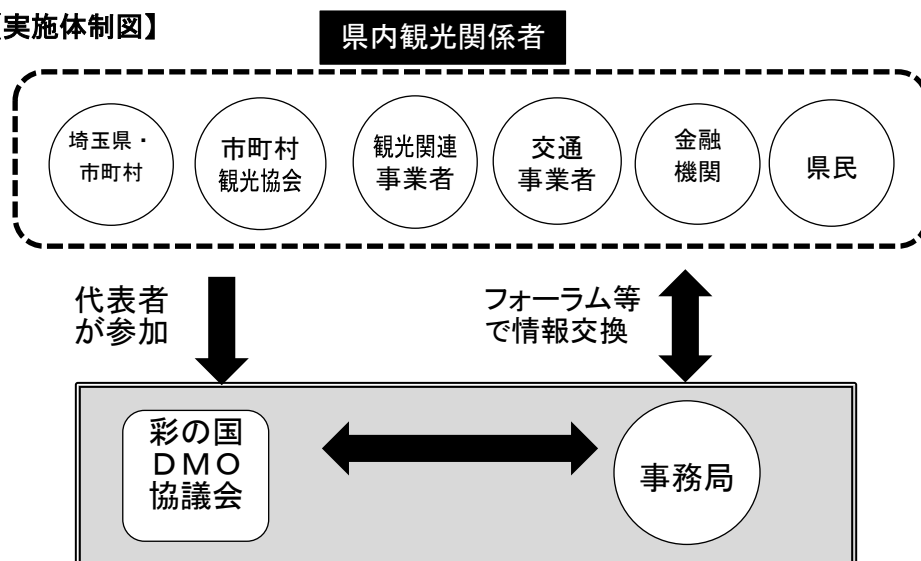 【実施体制図】
県内観光関係者
埼玉県・
市町村
市町村
観光協会
観光関連
事業者
交通
事業者
金融
機関
県民
代表者
が参加
フォーラム等
で情報交換
彩の国
ＤＭＯ
協議会
事務局